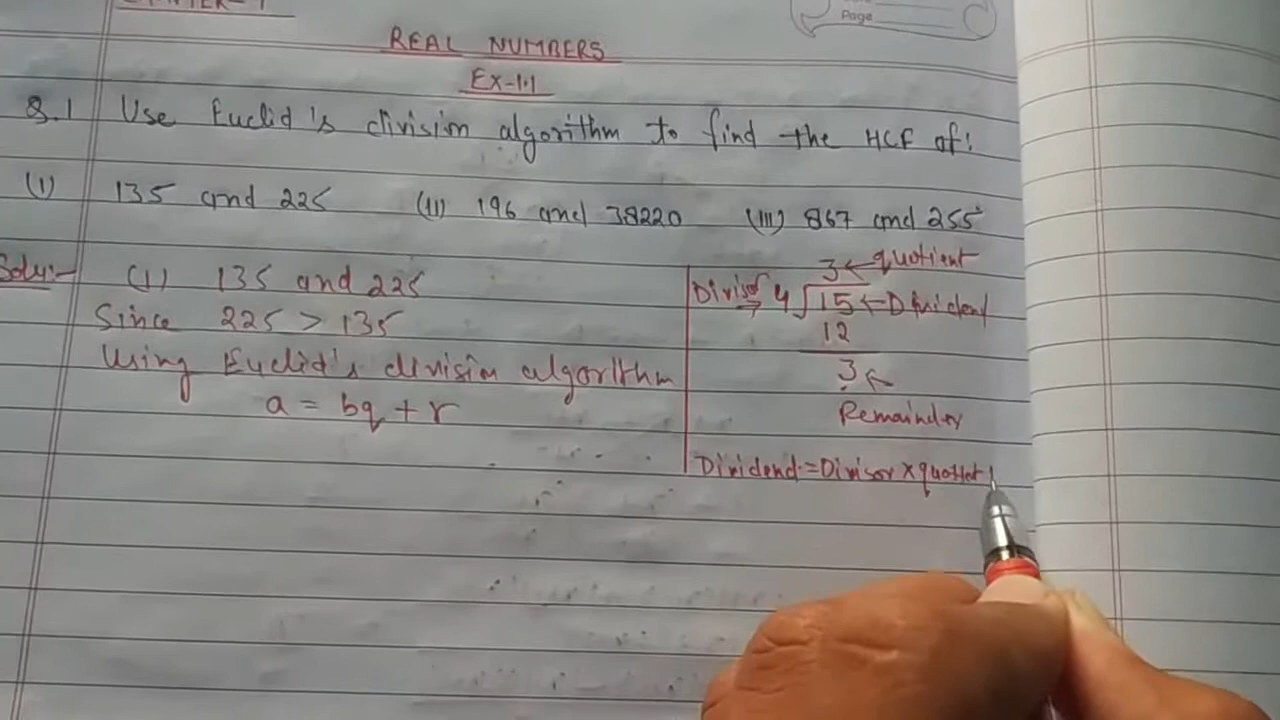 Page
REAL NUMBERS
EX-1.1
Q.1 Use Euclid's division algorithm to find the HCF of:
(I) 135 and 225 (II) 196 and 38220 (III) 867 and 255
Soln:- (I) 135 and 225
Since 225 > 135
Using Euclid's division algorithm
a = bq + r
3 ← quotient
Divisor → 4 √15 ← Dividend
12
3 ←
Remainder
Dividend = Divisor × quotient